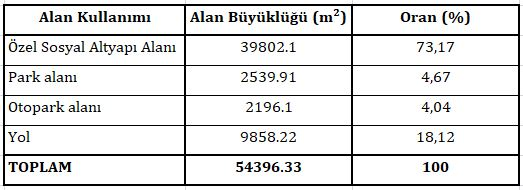 Alan Kullanımı Alan Büyüklüğü (m²) Oran (%)
Özel Sosyal Altyapı Alanı 39802.1 73,17
Park alanı 2539.91 4,67
Otopark alanı 2196.1 4,04
Yol 9858.22 18,12
TOPLAM 54396.33 100